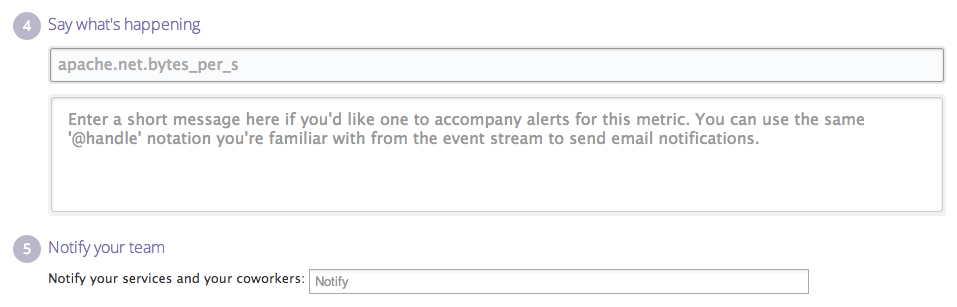 4 Say what's happening
apache.net.bytes_per_s
Enter a short message here if you'd like one to accompany alerts for this metric. You can use the same
'@handle' notation you're familiar with from the event stream to send email notifications.
5 Notify your team
Notify your services and your coworkers: Notify